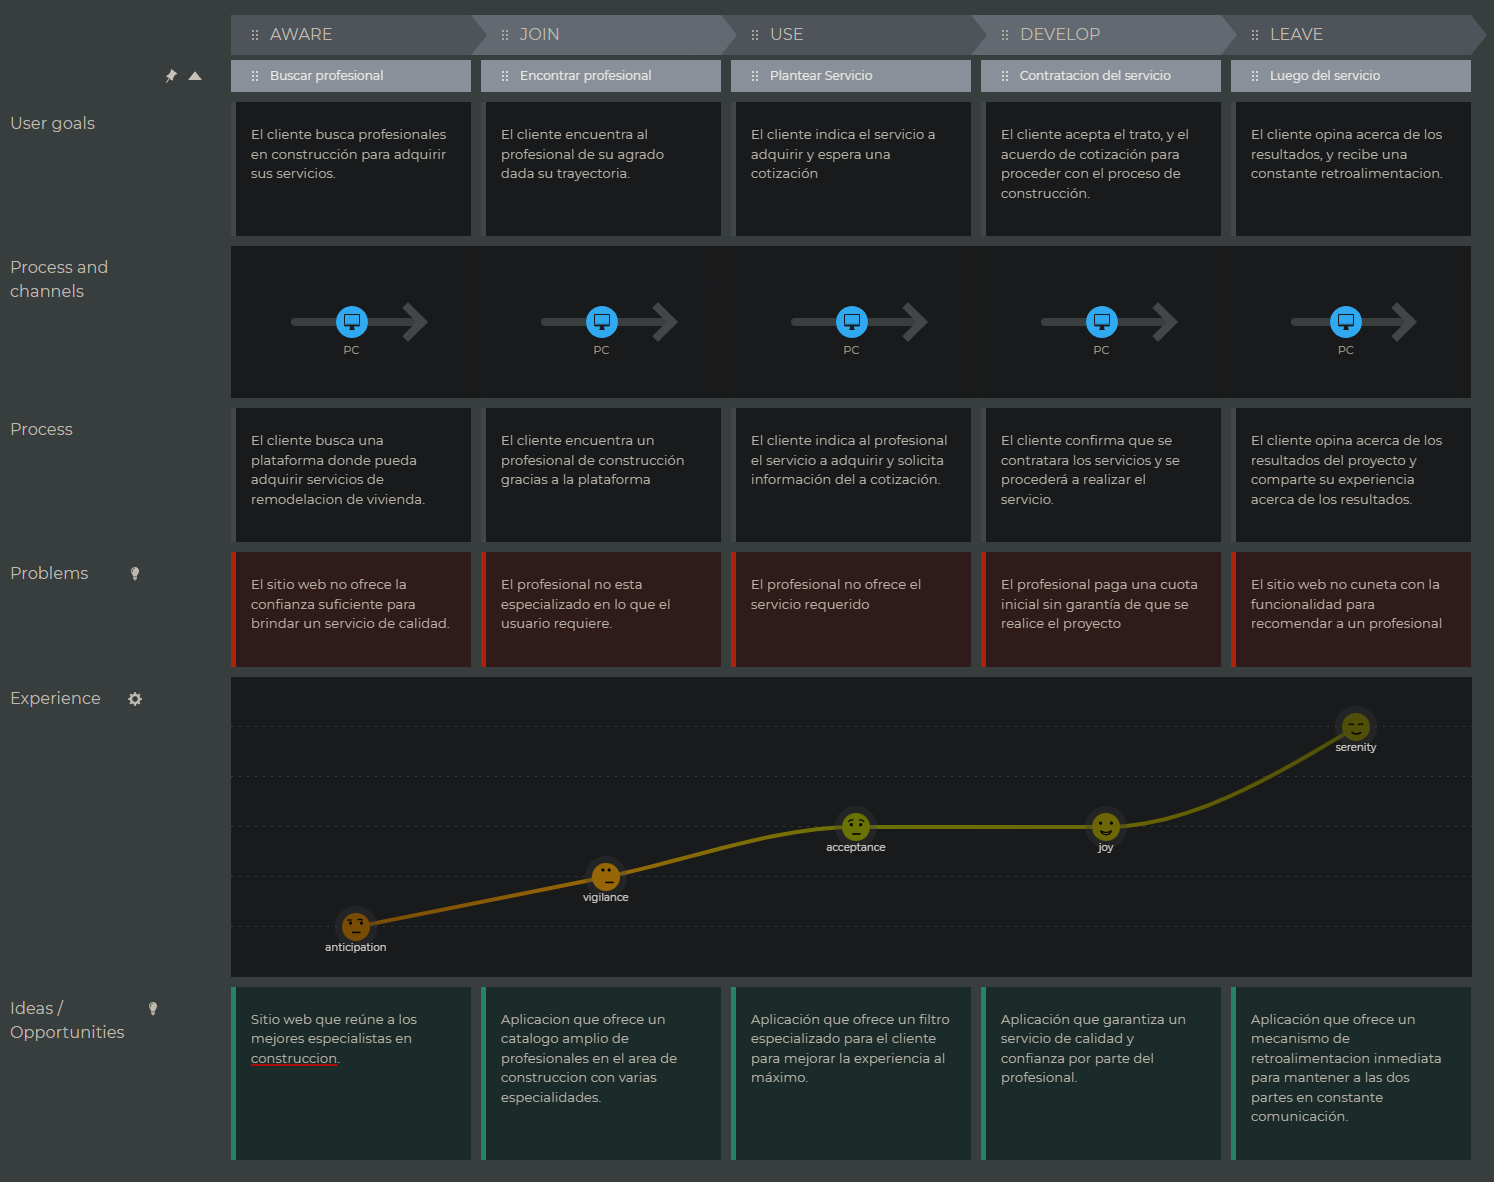 AWARE
JOIN
USE
DEVELOP
LEAVE
Buscar profesional
Encontrar profesional
Plantear Servicio
Contratacion del servicio
Luego del servicio
User goals
El cliente busca profesionales
en construcción para adquirir
sus servicios.
El cliente encuentra al
profesional de su agrado
dada su trayectoria.
El cliente indica el servicio a
adquirir y espera una
cotización
El cliente acepta el trato, y el
acuerdo de cotización para
proceder con el proceso de
construcción.
El cliente opina acerca de los
resultados, y recibe una
constante retroalimentacion.
Process and
channels
PC
PC
PC
PC
PC
Process
El cliente busca una
plataforma donde pueda
adquirir servicios de
remodelacion de vivienda.
El cliente encuentra un
profesional de construcción
gracias a la plataforma
El cliente indica al profesional
el servicio a adquirir y solicita
información del a cotización.
El cliente confirma que se
contratara los servicios y se
procederá a realizar el
servicio.
El cliente opina acerca de los
resultados del proyecto y
comparte su experiencia
acerca de los resultados.
Problems
El sitio web no ofrece la
confianza suficiente para
brindar un servicio de calidad.
El profesional no esta
especializado en lo que el
usuario requiere.
El profesional no ofrece el
servicio requerido
El profesional paga una cuota
inicial sin garantía de que se
realice el proyecto
El sitio web no cuneta con la
funcionalidad para
recomendar a un profesional
Experience
serenity
acceptance
joy
vigilance
anticipation
Ideas /
Opportunities
Sitio web que reúne a los
mejores especialistas en
construccion.
Aplicacion que ofrece un
catalogo amplio de
profesionales en el area de
construccion con varias
especialidades.
Aplicación que ofrece un filtro
especializado para el cliente
para mejorar la experiencia al
máximo.
Aplicación que garantiza un
servicio de calidad y
confianza por parte del
profesional.
Aplicación que ofrece un
mecanismo de
retroalimentacion inmediata
para mantener a las dos
partes en constante
comunicación.